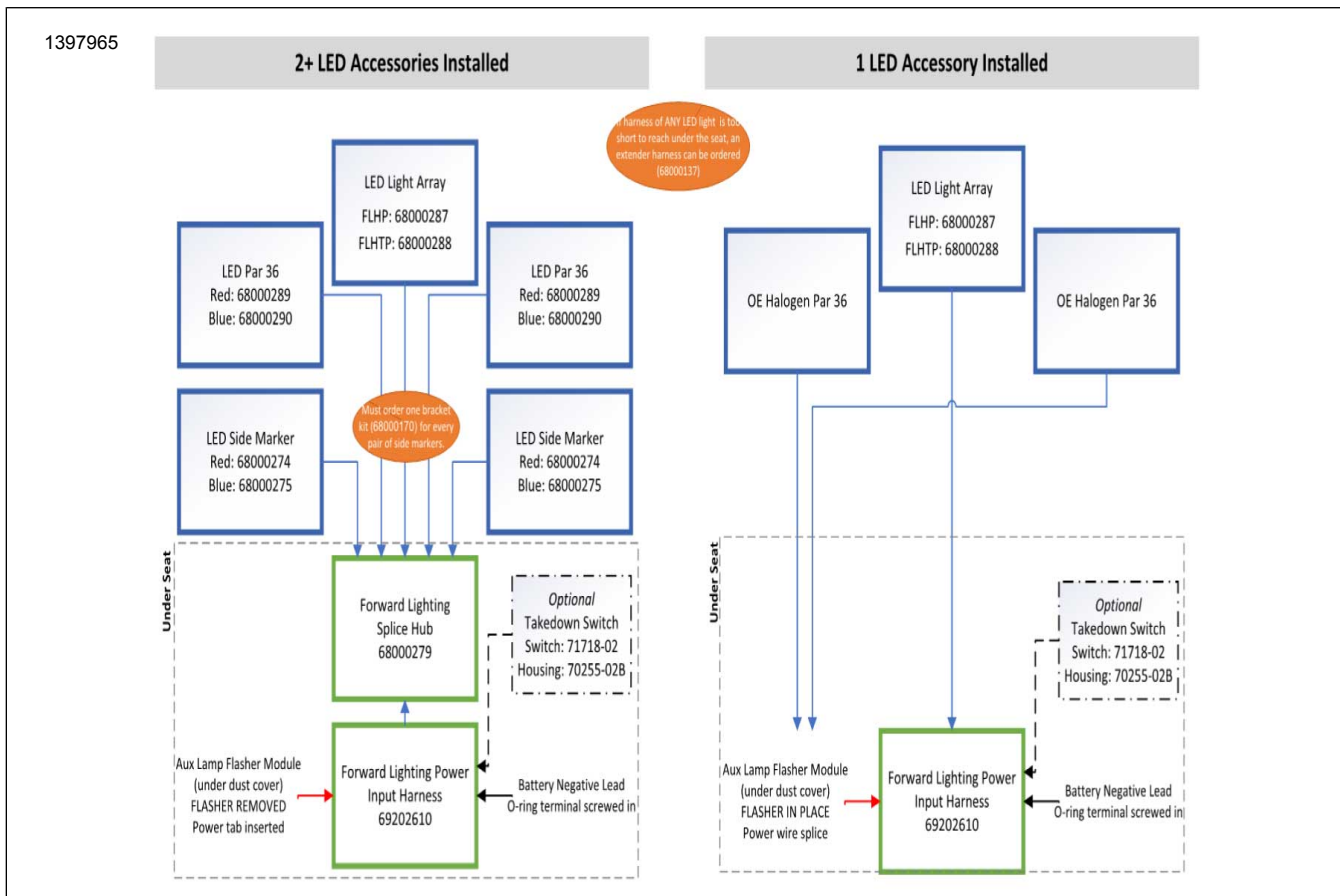 1397965
2+ LED Accessories Installed
LED Light Array
FLHP: 68000287
FLHTP: 68000288
LED Par 36
Red: 68000289
Blue: 68000290
LED Par 36
Red: 68000289
Blue: 68000290
Must order one bracket
kit (68000170) for every
pair of side markers.
LED Side Marker
Red: 68000274
Blue: 68000275
LED Side Marker
Red: 68000274
Blue: 68000275
Under Seat
Forward Lighting
Splice Hub
68000279
Optional
Takedown Switch
Switch: 71718-02
Housing: 70255-02B
Aux Lamp Flasher Module
(under dust cover)
FLASHER REMOVED
Power tab inserted
Forward Lighting Power
Input Harness
69202610
Battery Negative Lead
O-ring terminal screwed in
harness of ANY LED light is too
short to reach under the seat, an
extender harness can be ordered
(68000137)
1 LED Accessory Installed
LED Light Array
FLHP: 68000287
FLHTP: 68000288
OE Halogen Par 36
OE Halogen Par 36
Under Seat
Optional
Takedown Switch
Switch: 71718-02
Housing: 70255-02B
Aux Lamp Flasher Module
(under dust cover)
FLASHER IN PLACE
Power wire splice
Forward Lighting Power
Input Harness
69202610
Battery Negative Lead
O-ring terminal screwed in